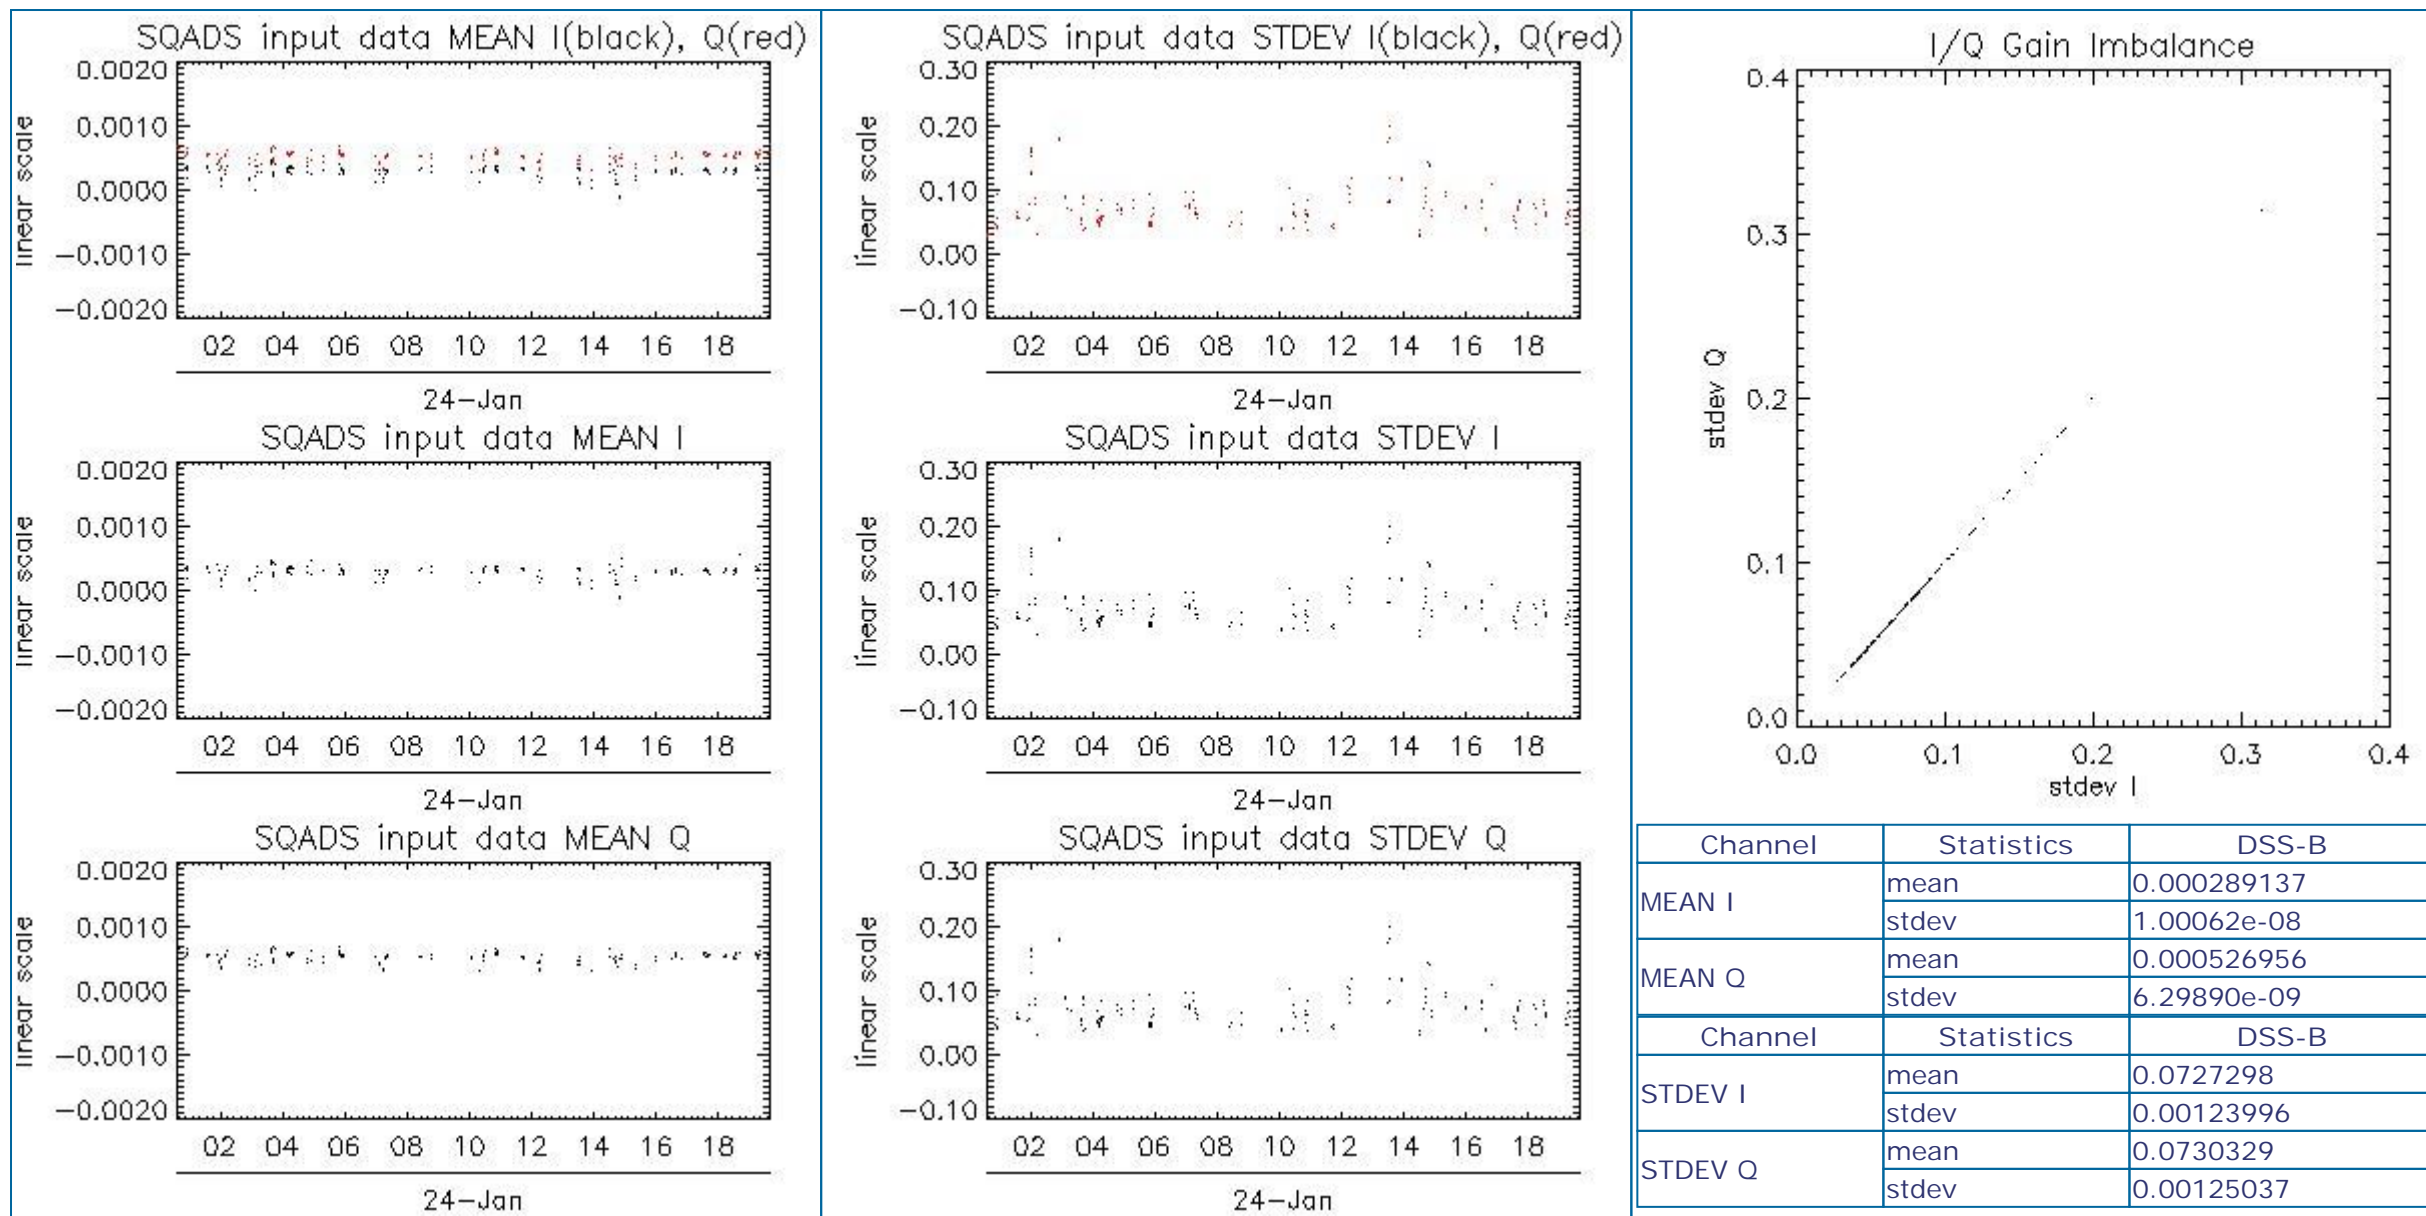 SQADS input data MEAN I(black), Q(red)
linear scale
0.0020
0.0010
0.0000
−0.0010
−0.0020
02 04 06 08 10 12 14 16 18
24−Jan
SQADS input data MEAN I
linear scale
0.0020
0.0010
0.0000
−0.0010
−0.0020
02 04 06 08 10 12 14 16 18
24−Jan
SQADS input data MEAN Q
linear scale
0.0020
0.0010
0.0000
−0.0010
−0.0020
02 04 06 08 10 12 14 16 18
24−Jan
SQADS input data STDEV I(black), Q(red)
linear scale
0.30
0.20
0.10
0.00
−0.10
02 04 06 08 10 12 14 16 18
24−Jan
SQADS input data STDEV I
linear scale
0.30
0.20
0.10
0.00
−0.10
02 04 06 08 10 12 14 16 18
24−Jan
SQADS input data STDEV Q
linear scale
0.30
0.20
0.10
0.00
−0.10
02 04 06 08 10 12 14 16 18
24−Jan
I/Q Gain Imbalance
stdev Q
0.4
0.3
0.2
0.1
0.0
0.0 0.1 0.2 0.3 0.4
stdev I
Channel Statistics DSS-B
MEAN I
mean 0.000289137
stdev 1.00062e-08
MEAN Q
mean 0.000526956
stdev 6.29890e-09
Channel Statistics DSS-B
STDEV I
mean 0.0727298
stdev 0.00123996
STDEV Q
mean 0.0730329
stdev 0.00125037